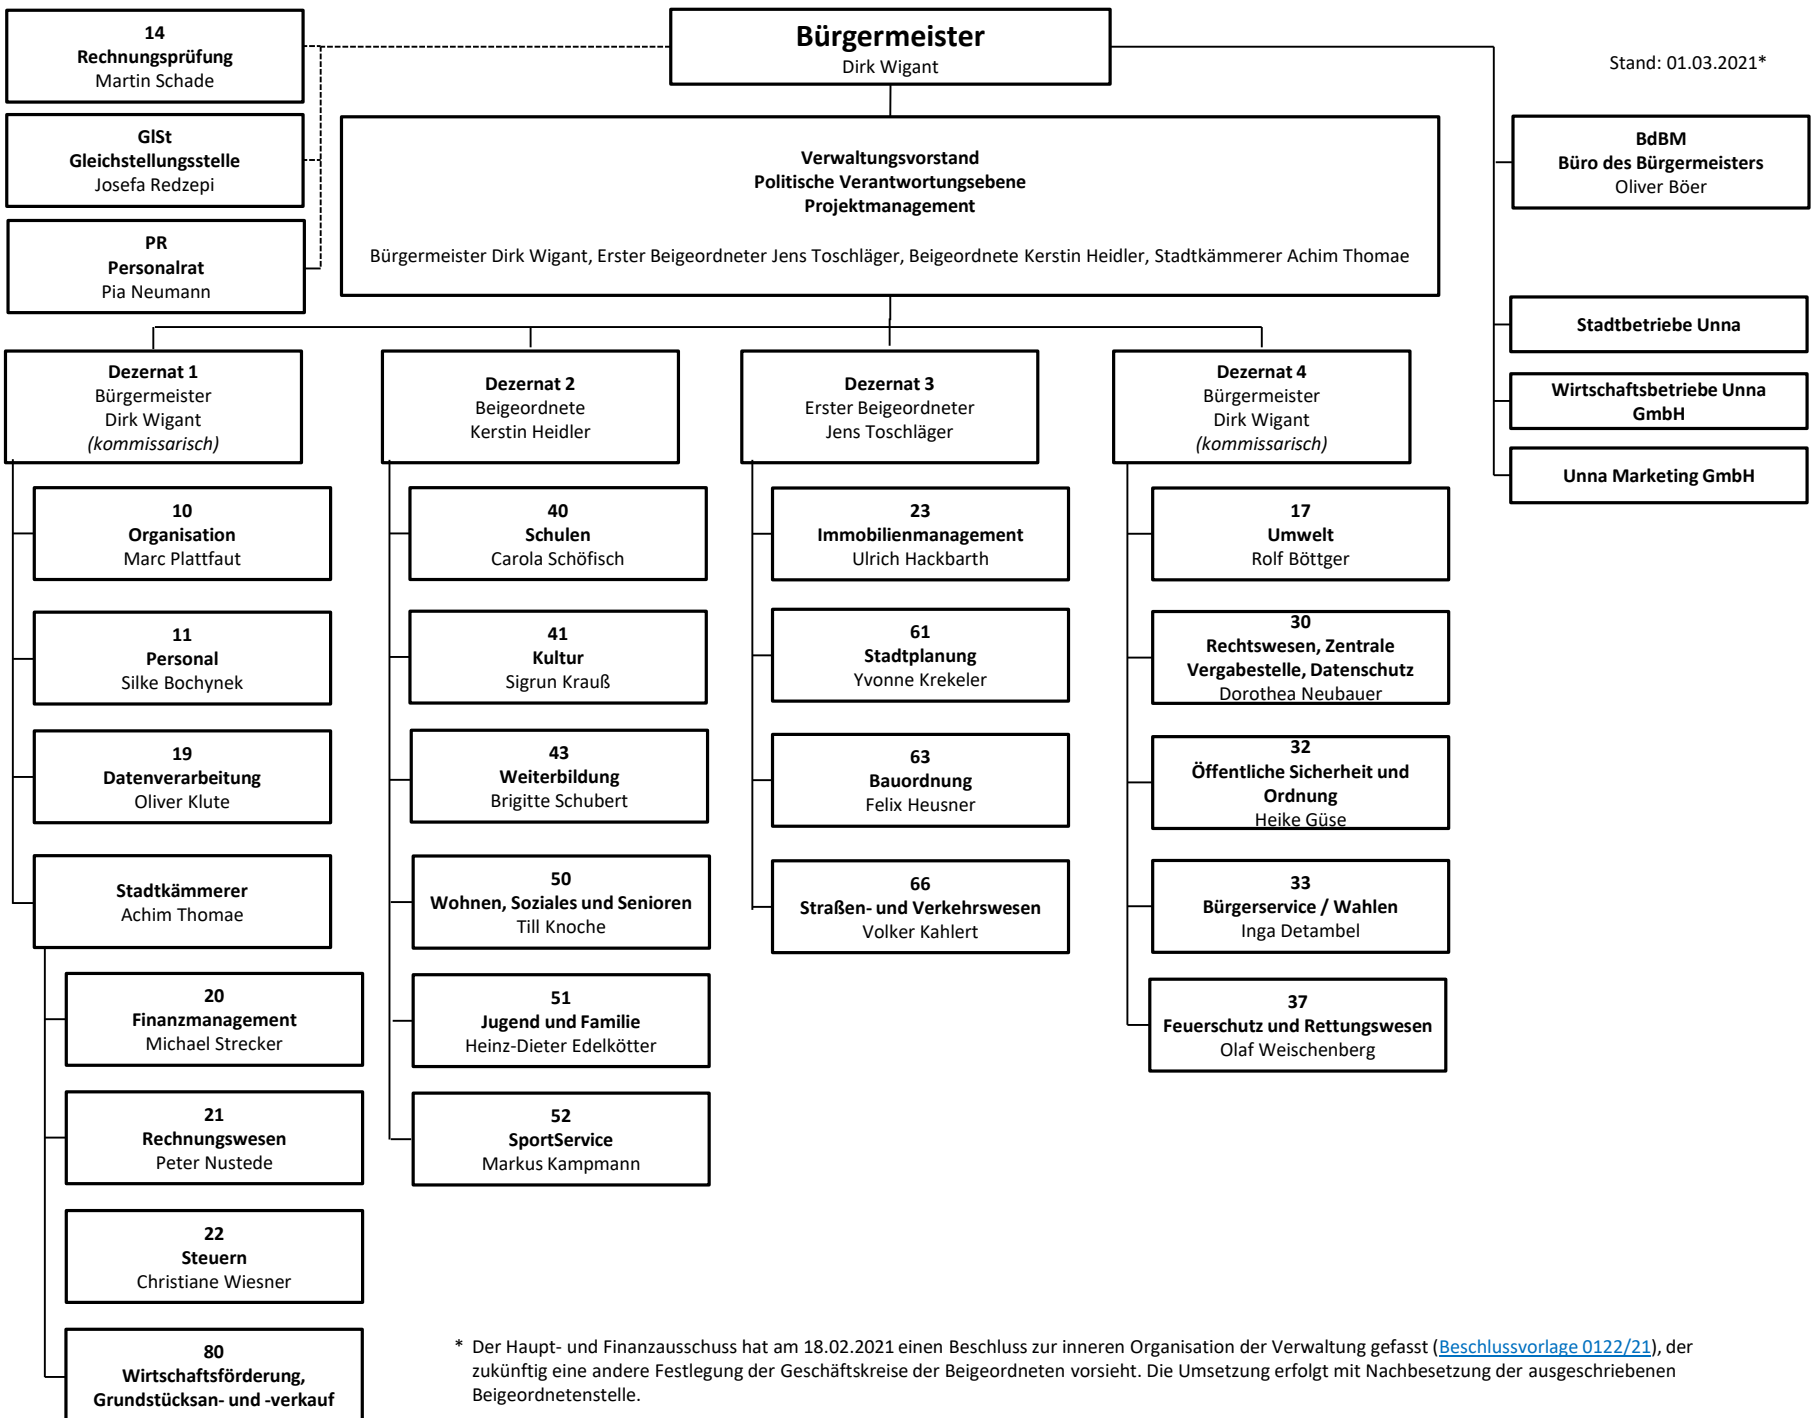 14
Rechnungsprüfung
Martin Schade
Bürgermeister
Dirk Wigant
Stand: 01.03.2021*
GlSt
Gleichstellungsstelle
Josefa Redzepi
PR
Personalrat
Pia Neumann
Verwaltungsvorstand
Politische Verantwortungsebene
Projektmanagement
Bürgermeister Dirk Wigant, Erster Beigeordneter Jens Toschläger, Beigeordnete Kerstin Heidler, Stadtkämmerer Achim Thomae
BdBM
Büro des Bürgermeisters
Oliver Böer
Stadtbetriebe Unna
Wirtschaftsbetriebe Unna
GmbH
Unna Marketing GmbH
Dezernat 1
Bürgermeister
Dirk Wigant
(kommissarisch)
10
Organisation
Marc Plattfaut
11
Personal
Silke Bochynek
19
Datenverarbeitung
Oliver Klute
Stadtkämmerer
Achim Thomae
20
Finanzmanagement
Michael Strecker
21
Rechnungswesen
Peter Nustede
22
Steuern
Christiane Wiesner
80
Wirtschaftsförderung,
Grundstücksan- und -verkauf
Dezernat 2
Beigeordnete
Kerstin Heidler
40
Schulen
Carola Schöfisch
41
Kultur
Sigrun Krauß
43
Weiterbildung
Brigitte Schubert
50
Wohnen, Soziales und Senioren
Till Knoche
51
Jugend und Familie
Heinz-Dieter Edelkötter
52
SportService
Markus Kampmann
Dezernat 3
Erster Beigeordneter
Jens Toschläger
23
Immobilienmanagement
Ulrich Hackbarth
61
Stadtplanung
Yvonne Krekeler
63
Bauordnung
Felix Heusner
66
Straßen- und Verkehrswesen
Volker Kahlert
Dezernat 4
Bürgermeister
Dirk Wigant
(kommissarisch)
17
Umwelt
Rolf Böttger
30
Rechtswesen, Zentrale
Vergabestelle, Datenschutz
Dorothea Neubauer
32
Öffentliche Sicherheit und
Ordnung
Heike Güse
33
Bürgerservice / Wahlen
Inga Detambel
37
Feuerschutz und Rettungswesen
Olaf Weischenberg
* Der Haupt- und Finanzausschuss hat am 18.02.2021 einen Beschluss zur inneren Organisation der Verwaltung gefasst (Beschlussvorlage 0122/21), der
zukünftig eine andere Festlegung der Geschäftskreise der Beigeordneten vorsieht. Die Umsetzung erfolgt mit Nachbesetzung der ausgeschriebenen
Beigeordnetenstelle.